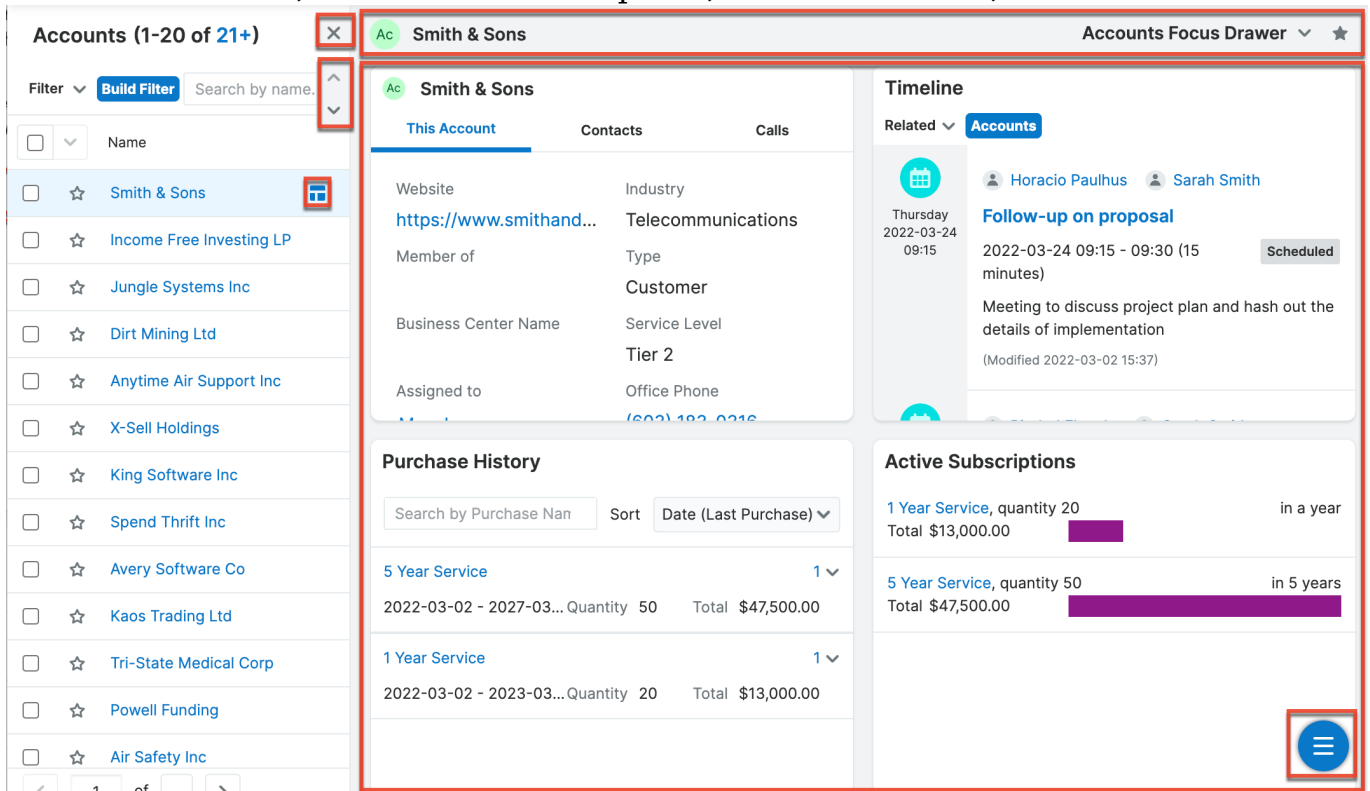 Accounts (1-20 of 21+)
Filter Build Filter Search by name.
Name
Smith & Sons
Income Free Investing LP
Jungle Systems Inc
Dirt Mining Ltd
Anytime Air Support Inc
X-Sell Holdings
King Software Inc
Spend Thrift Inc
Avery Software Co
Kaos Trading Ltd
Tri-State Medical Corp
Powell Funding
Air Safety Inc
1 of
Ac Smith & Sons Accounts Focus Drawer
Ac Smith & Sons
This Account Contacts Calls
Website Industry
https://www.smithand... Telecommunications
Member of Type
Customer
Business Center Name Service Level
Tier 2
Assigned to Office Phone
Timeline
Related Accounts
Thursday
2022-03-24
09:15
Horacio Paulhus Sarah Smith
Follow-up on proposal
2022-03-24 09:15 - 09:30 (15
minutes)
Scheduled
Meeting to discuss project plan and hash out the
details of implementation
(Modified 2022-03-02 15:37)
Purchase History
Search by Purchase Nan Sort Date (Last Purchase)
5 Year Service 1
2022-03-02 - 2027-03... Quantity 50 Total $47,500.00
1 Year Service 1
2022-03-02 - 2023-03... Quantity 20 Total $13,000.00
Active Subscriptions
1 Year Service, quantity 20 in a year
Total $13,000.00
5 Year Service, quantity 50 in 5 years
Total $47,500.00